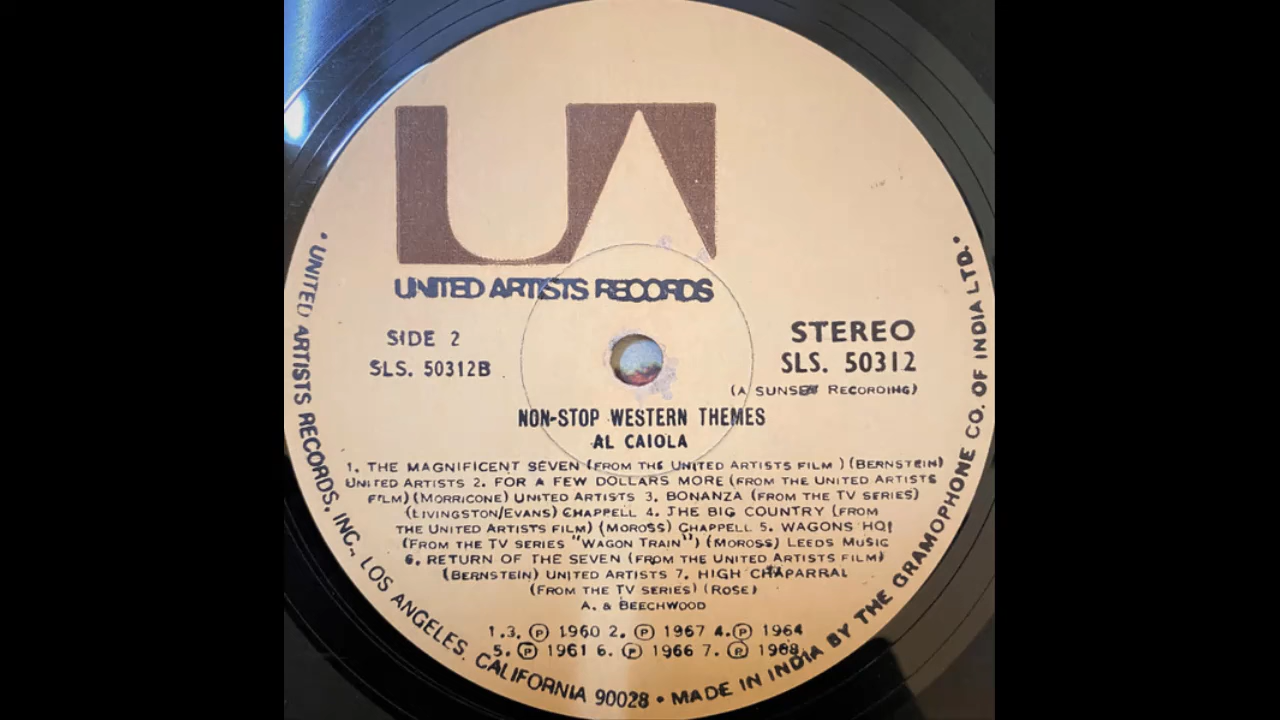 UA
UNITED ARTISTS RECORDS
SIDE 2
SLS. 50312B
STEREO
SLS. 50312
(A SUNSET RECORDING)
NON-STOP WESTERN THEMES
AL CAIOLA
1. THE MAGNIFICENT SEVEN (FROM THE UNITED ARTISTS FILM ) (BERNSTEIN)
UNITED ARTISTS 2. FOR A FEW DOLLARS MORE (FROM THE UNITED ARTISTS
FILM) (MORRICONE) UNITED ARTISTS 3. BONANZA (FROM THE TV SERIES)
(LIVINGSTON/EVANS) CHAPPELL 4. THE BIG COUNTRY (FROM
THE UNITED ARTISTS FILM) (MOROSS) CHAPPELL 5. WAGONS HO!
(FROM THE TV SERIES "WAGON TRAIN") (MOROSS) LEEDS MUSIC
6. RETURN OF THE SEVEN (FROM THE UNITED ARTISTS FILM)
(BERNSTEIN) UNITED ARTISTS 7. HIGH CHAPARRAL
(FROM THE TV SERIES) (ROSE)
A. & BEECHWOOD
1.3. Ⓟ 1960 2. Ⓟ 1967 4. Ⓟ 1964
5. Ⓟ 1961 6. Ⓟ 1966 7. Ⓟ 1968
• UNITED ARTISTS RECORDS, INC., LOS ANGELES, CALIFORNIA 90028 • MADE IN INDIA BY THE GRAMOPHONE CO. OF INDIA LTD. •